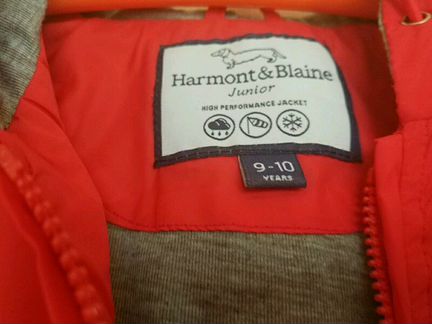 Harmont&Blaine
Junior
HIGH PERFORMANCE JACKET
9-10
YEARS